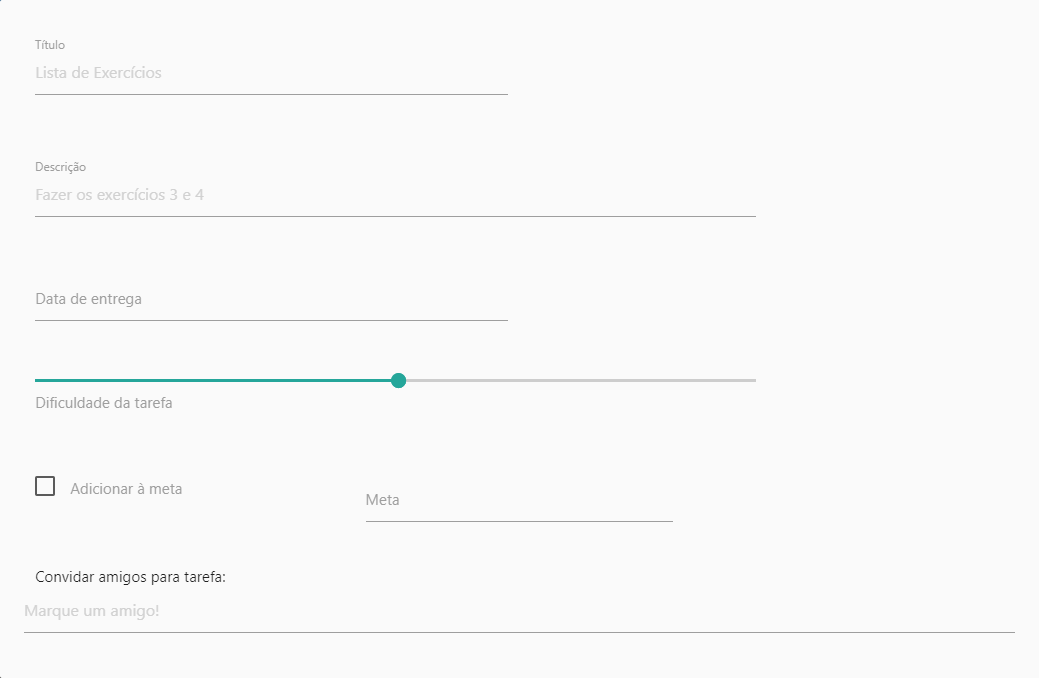 Título
Lista de Exercícios
Descrição
Fazer os exercícios 3 e 4
Data de entrega
Dificuldade da tarefa
Adicionar à meta
Meta
Convidar amigos para tarefa:
Marque um amigo!